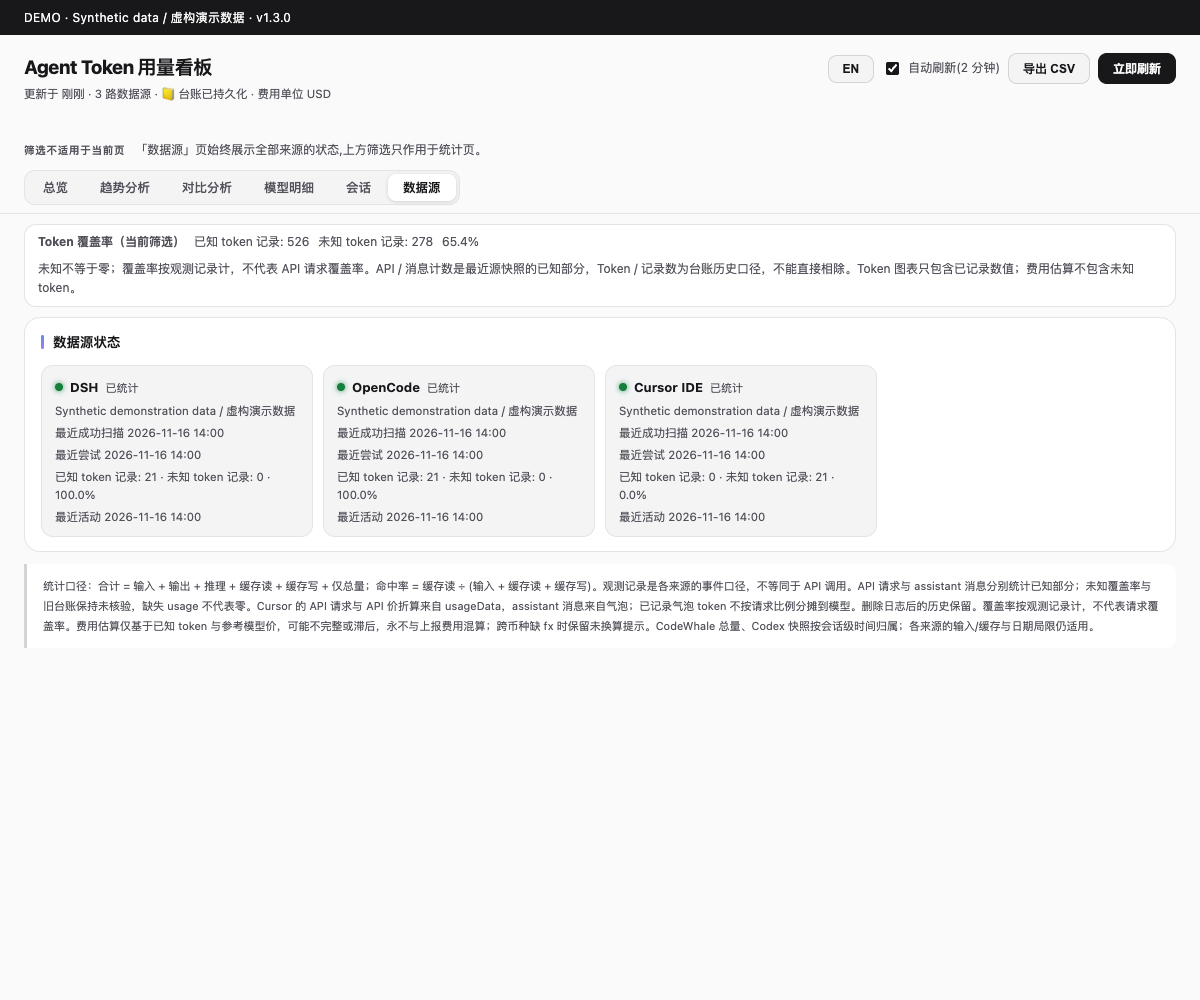 DEMO · Synthetic data / 虚构演示数据 · v1.3.0
Agent Token 用量看板
更新于 刚刚 · 3 路数据源 · 📒 台账已持久化 · 费用单位 USD
EN
自动刷新(2 分钟)
导出 CSV
立即刷新
筛选不适用于当前页 「数据源」页始终展示全部来源的状态,上方筛选只作用于统计页。
总览 趋势分析 对比分析 模型明细 会话 数据源
Token 覆盖率（当前筛选） 已知 token 记录: 526 未知 token 记录: 278 65.4%
未知不等于零；覆盖率按观测记录计，不代表 API 请求覆盖率。API / 消息计数是最近源快照的已知部分，Token / 记录数为台账历史口径，不能直接相除。Token 图表只包含已记录数值；费用估算不包含未知
token。
数据源状态
DSH 已统计
Synthetic demonstration data / 虚构演示数据
最近成功扫描 2026-11-16 14:00
最近尝试 2026-11-16 14:00
已知 token 记录: 21 · 未知 token 记录: 0 ·
100.0%
最近活动 2026-11-16 14:00
OpenCode 已统计
Synthetic demonstration data / 虚构演示数据
最近成功扫描 2026-11-16 14:00
最近尝试 2026-11-16 14:00
已知 token 记录: 21 · 未知 token 记录: 0 ·
100.0%
最近活动 2026-11-16 14:00
Cursor IDE 已统计
Synthetic demonstration data / 虚构演示数据
最近成功扫描 2026-11-16 14:00
最近尝试 2026-11-16 14:00
已知 token 记录: 0 · 未知 token 记录: 21 ·
0.0%
最近活动 2026-11-16 14:00
统计口径：合计 = 输入 + 输出 + 推理 + 缓存读 + 缓存写 + 仅总量；命中率 = 缓存读 ÷ (输入 + 缓存读 + 缓存写)。观测记录是各来源的事件口径，不等同于 API 调用。API 请求与 assistant 消息分别统计已知部分；未知覆盖率与
旧台账保持未核验，缺失 usage 不代表零。Cursor 的 API 请求与 API 价折算来自 usageData，assistant 消息来自气泡；已记录气泡 token 不按请求比例分摊到模型。删除日志后的历史保留。覆盖率按观测记录计，不代表请求覆
盖率。费用估算仅基于已知 token 与参考模型价，可能不完整或滞后，永不与上报费用混算；跨币种缺 fx 时保留未换算提示。CodeWhale 总量、Codex 快照按会话级时间归属；各来源的输入/缓存与日期局限仍适用。